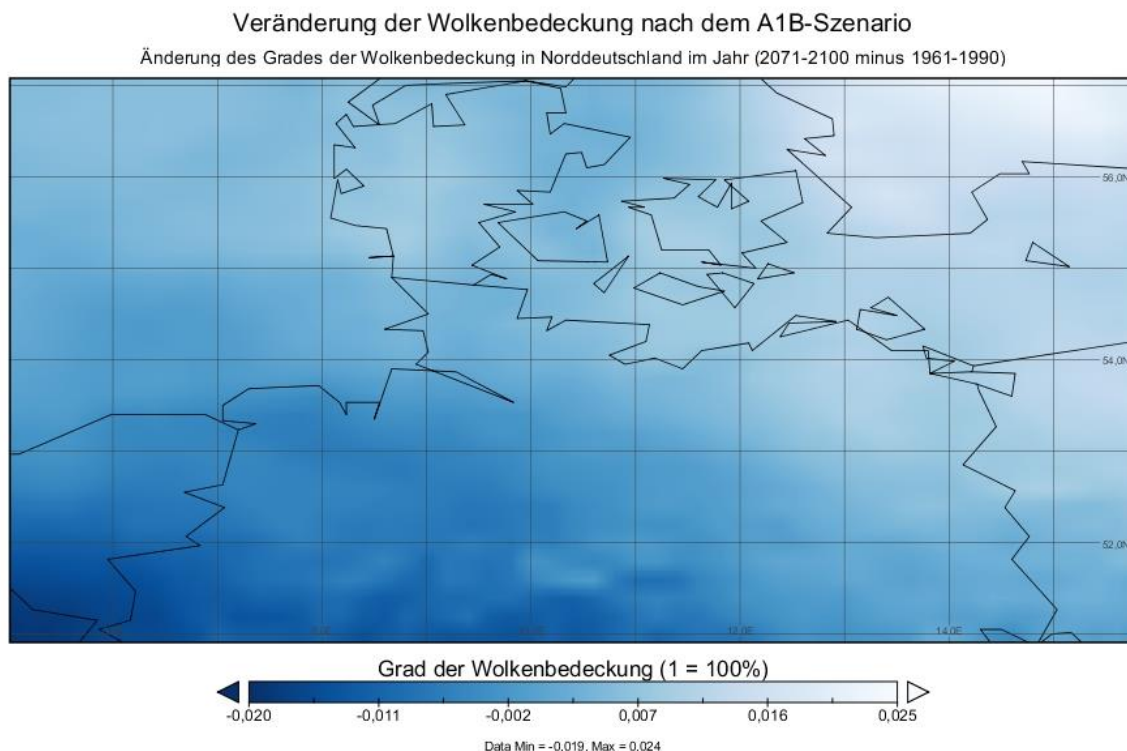 Veränderung der Wolkenbedeckung nach dem A1B-Szenario
Änderung des Grades der Wolkenbedeckung in Norddeutschland im Jahr (2071-2100 minus 1961-1990)
56,0N
54,0N
52,0N
12,0E
14,0E
Grad der Wolkenbedeckung (1 = 100%)
-0,020 -0,011 -0,002 0,007 0,016 0,025
Data Min = -0,019, Max = 0,024